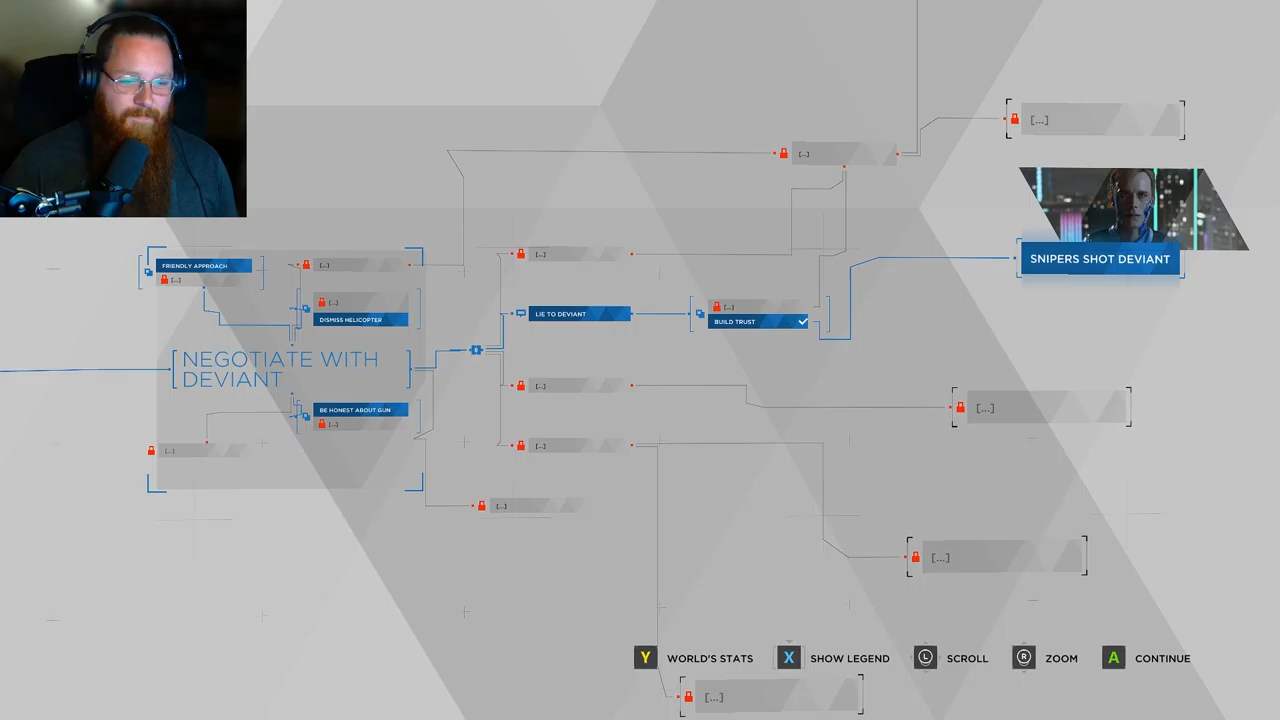 [...]
[...]
SNIPERS SHOT DEVIANT
FRIENDLY APPROACH
[...]
[...]
[...]
DISMISS HELICOPTER
[...]
LIE TO DEVIANT
[...]
BUILD TRUST
NEGOTIATE WITH
DEVIANT
BE HONEST ABOUT GUN
[...]
[...]
[...]
[...]
[...]
[...]
[...]
Y WORLD'S STATS X SHOW LEGEND L SCROLL R ZOOM A CONTINUE
[...]